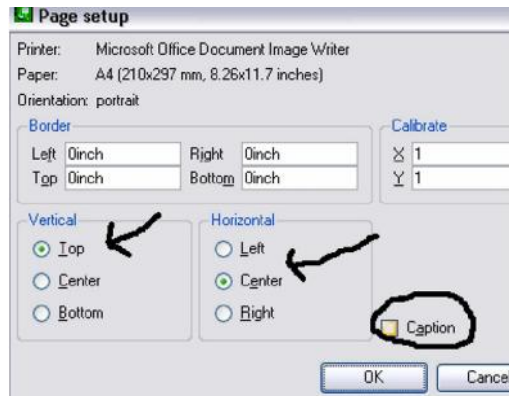 Page setup
Printer: Microsoft Office Document Image Writer
Paper: A4 (210x297 mm, 8.26x11.7 inches)
Orientation: portrait
Border
Calibrate
Left 0inch Right 0inch X 1
Top 0inch Bottom 0inch Y 1
Vertical Horizontal
Top Left
Center Center
Bottom Right
Caption
OK Cancel